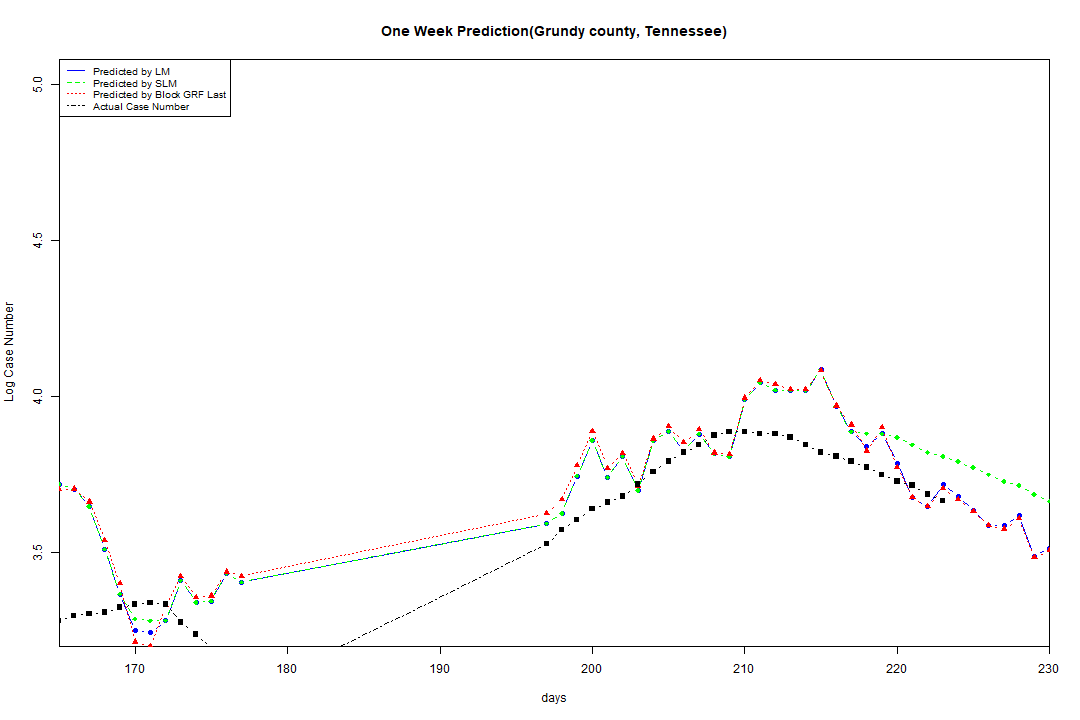 One Week Prediction(Grundy county, Tennessee)
Predicted by LM
Predicted by SLM
Predicted by Block GRF Last
Actual Case Number
5.0
4.5
4.0
3.5
Log Case Number
170 180 190 200 210 220 230
days